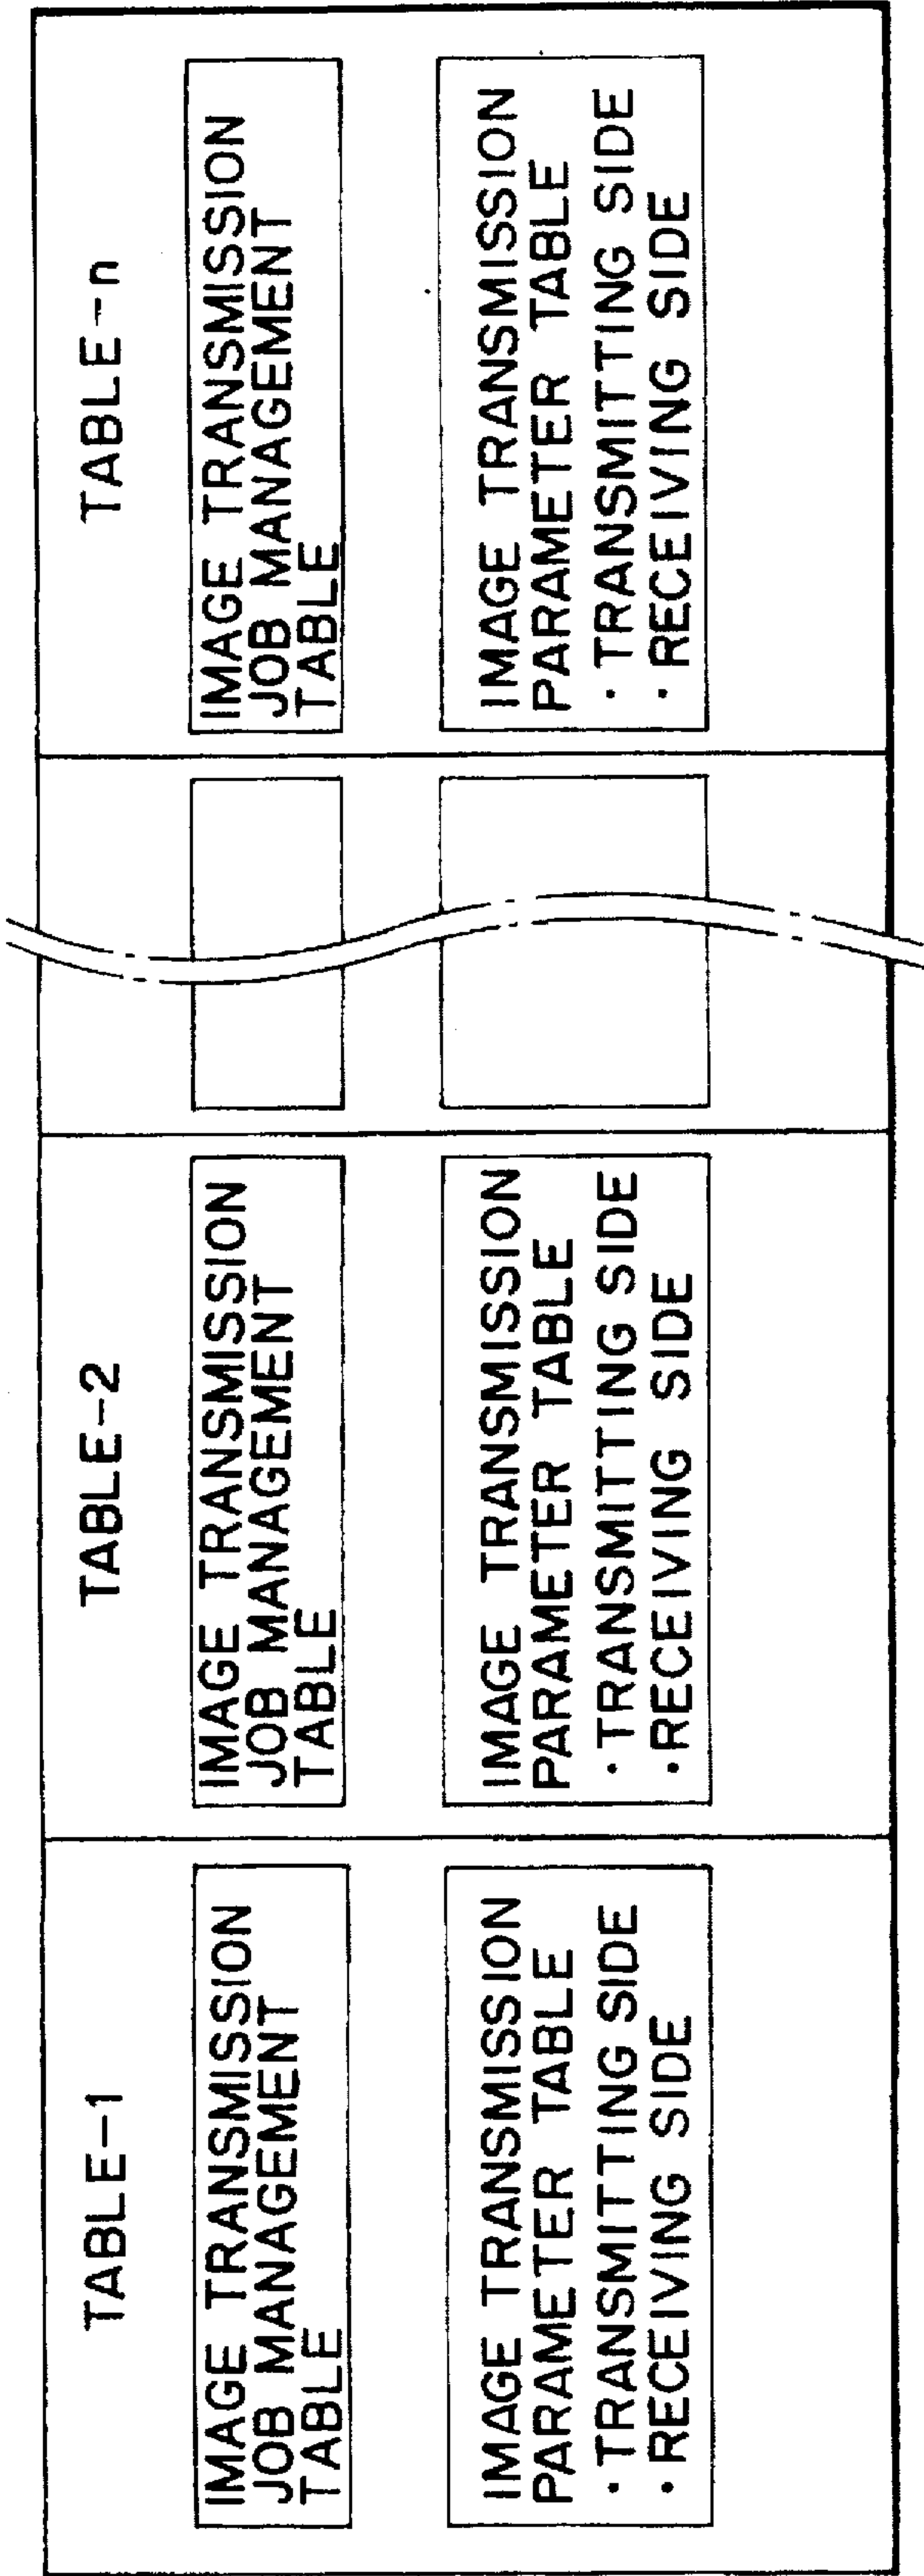 TABLE-1
IMAGE TRANSMISSION
JOB MANAGEMENT
TABLE
IMAGE TRANSMISSION
PARAMETER TABLE
・TRANSMITTING SIDE
・RECEIVING SIDE
TABLE-2
IMAGE TRANSMISSION
JOB MANAGEMENT
TABLE
IMAGE TRANSMISSION
PARAMETER TABLE
・TRANSMITTING SIDE
・RECEIVING SIDE
TABLE-n
IMAGE TRANSMISSION
JOB MANAGEMENT
TABLE
IMAGE TRANSMISSION
PARAMETER TABLE
・TRANSMITTING SIDE
・RECEIVING SIDE